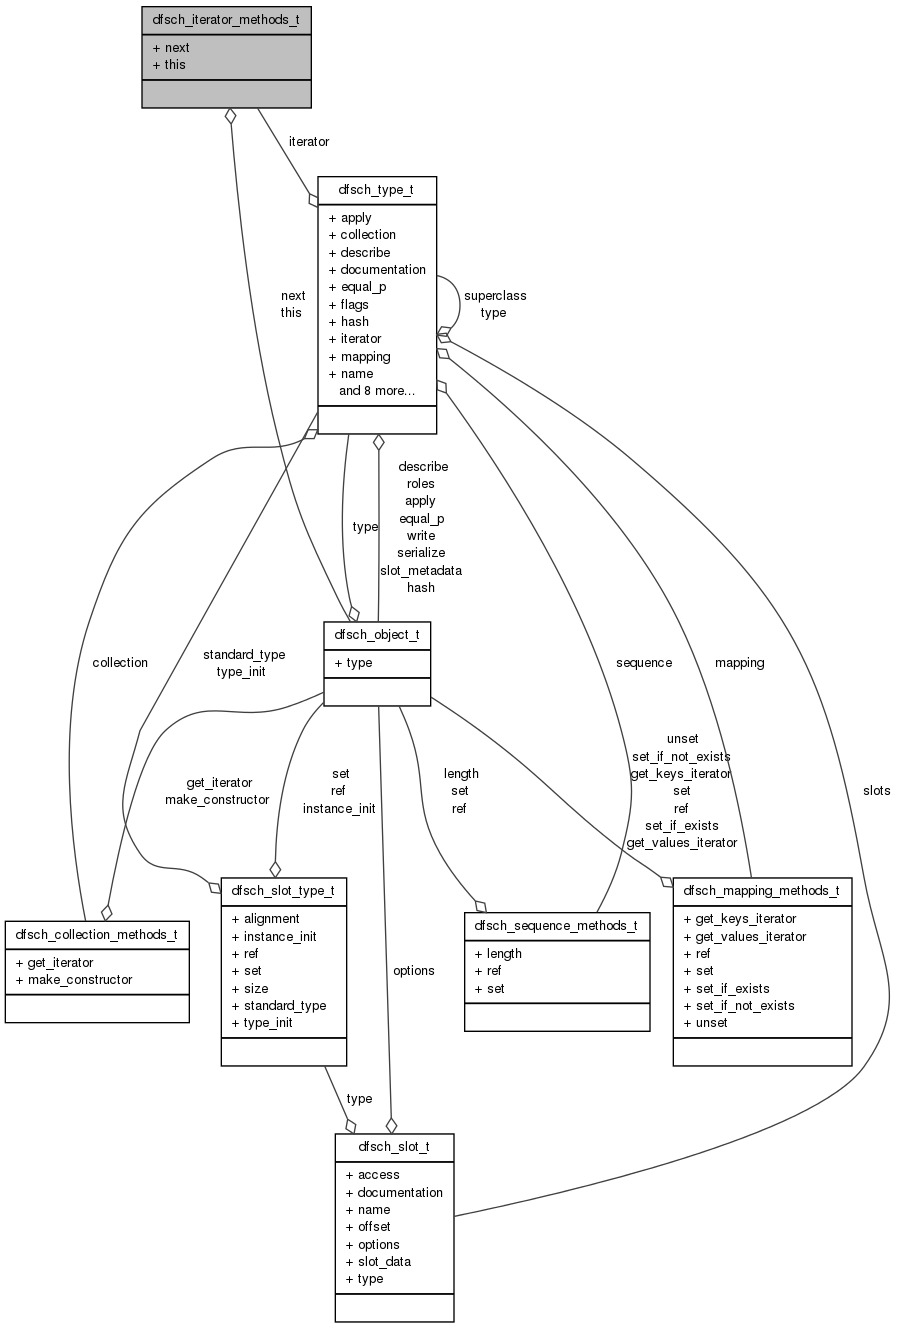 dfsch_iterator_methods_t
+ next
+ this
iterator
dfsch_type_t
+ apply
+ collection
+ describe
+ documentation
+ equal_p
+ flags
+ hash
+ iterator
+ mapping
+ name
and 8 more...
superclass
type
next
this
describe
roles
apply
equal_p
write
serialize
slot_metadata
hash
type
dfsch_object_t
+ type
collection
standard_type
type_init
sequence
mapping
get_iterator
make_constructor
set
ref
instance_init
length
set
ref
unset
set_if_not_exists
get_keys_iterator
set
ref
set_if_exists
get_values_iterator
slots
dfsch_collection_methods_t
+ get_iterator
+ make_constructor
dfsch_slot_type_t
+ alignment
+ instance_init
+ ref
+ set
+ size
+ standard_type
+ type_init
options
dfsch_sequence_methods_t
+ length
+ ref
+ set
dfsch_mapping_methods_t
+ get_keys_iterator
+ get_values_iterator
+ ref
+ set
+ set_if_exists
+ set_if_not_exists
+ unset
type
dfsch_slot_t
+ access
+ documentation
+ name
+ offset
+ options
+ slot_data
+ type